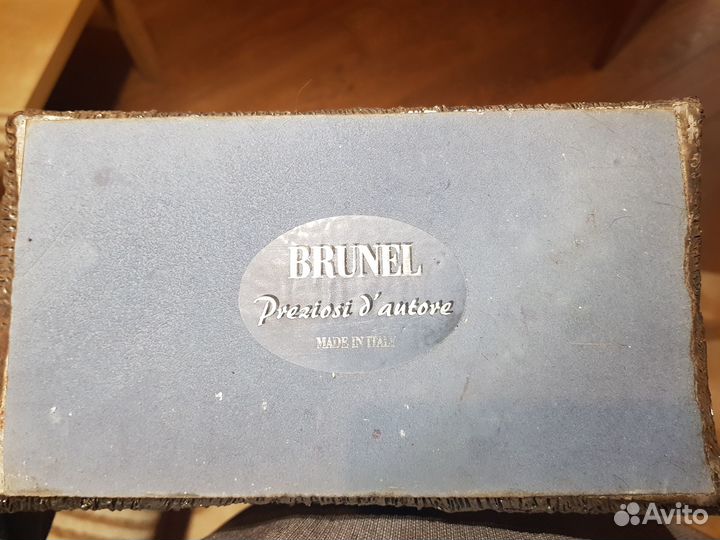 BRUNEL
Preziosi d'autore
MADE IN ITALY
Avito